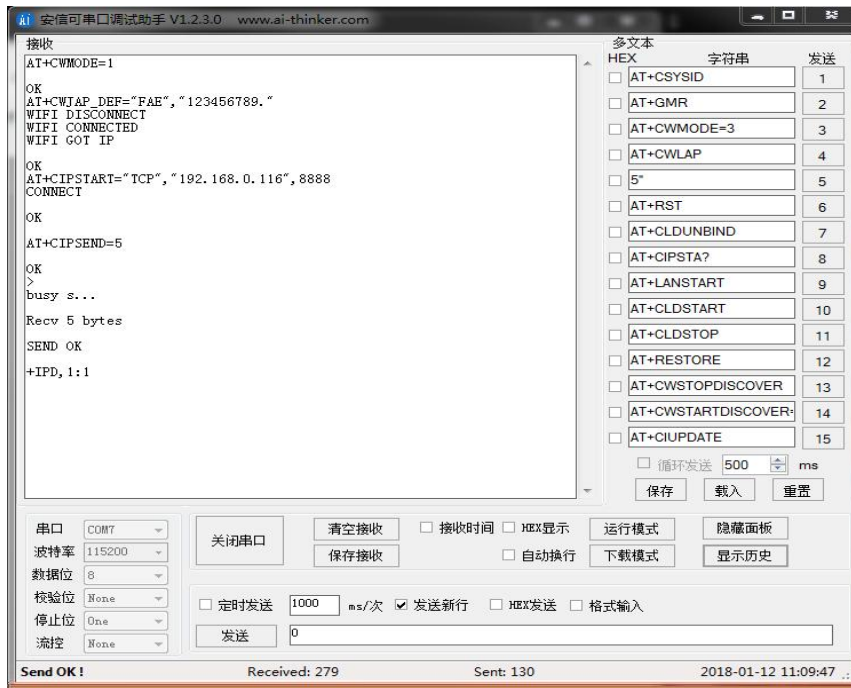 安信可串口调试助手 V1.2.3.0 www.ai-thinker.com
接收
AT+CWMODE=1
OK
AT+CWJAP_DEF="FAE","123456789."
WIFI DISCONNECT
WIFI CONNECTED
WIFI GOT IP
OK
AT+CIPSTART="TCP","192.168.0.116",8888
CONNECT
OK
AT+CIPSEND=5
OK
>
busy s...
Recv 5 bytes
SEND OK
+IPD,1:1
多文本
HEX 字符串 发送
AT+CSYSID 1
AT+GMR 2
AT+CWMODE=3 3
AT+CWLAP 4
5" 5
AT+RST 6
AT+CLDUNBIND 7
AT+CIPSTA? 8
AT+LANSTART 9
AT+CLDSTART 10
AT+CLDSTOP 11
AT+RESTORE 12
AT+CWSTOPDISCOVER 13
AT+CWSTARTDISCOVER= 14
AT+CIUPDATE 15
循环发送 500 ms
保存 载入 重置
串口 COM7
波特率 115200
数据位 8
校验位 None
停止位 One
流控 None
关闭串口
清空接收 接收时间 HEX显示 运行模式 隐藏面板
保存接收 自动换行 下载模式 显示历史
定时发送 1000 ms/次 发送新行 HEX发送 格式输入
发送 0
Send OK! Received: 279 Sent: 130 2018-01-12 11:09:47